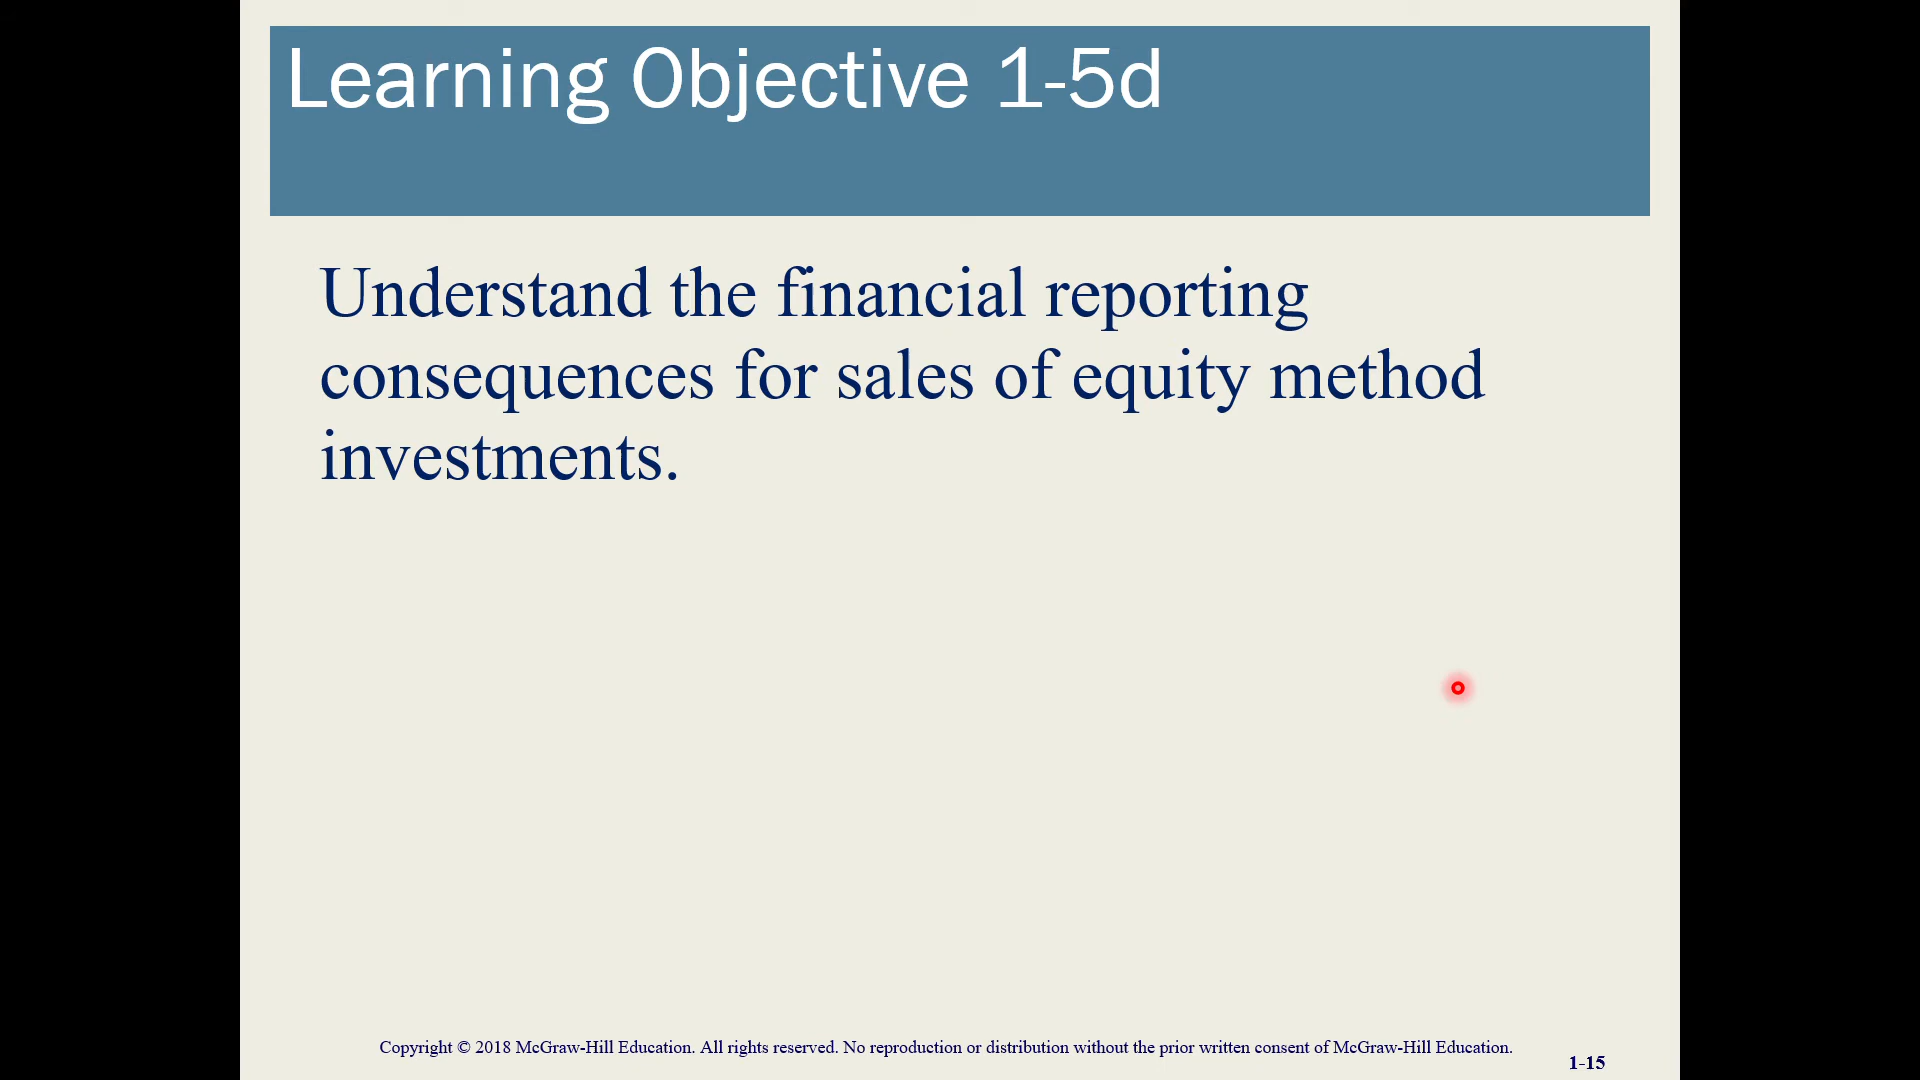 Learning Objective 1-5d
Understand the financial reporting
consequences for sales of equity method
investments.
Copyright © 2018 McGraw-Hill Education. All rights reserved. No reproduction or distribution without the prior written consent of McGraw-Hill Education.
1-15